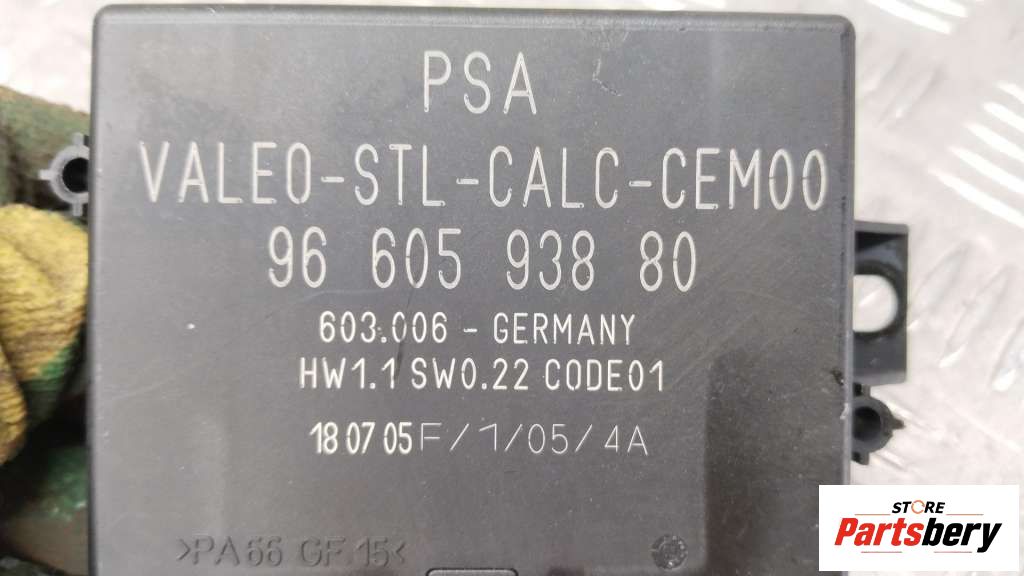 PSA
VALEO-STL-CALC-CEM00
96 605 938 80
603.006 - GERMANY
HW1.1 SW0.22 CODE01
18 07 05 F/1/05/4A
>PA66 GF 15<
STORE
Partsbery